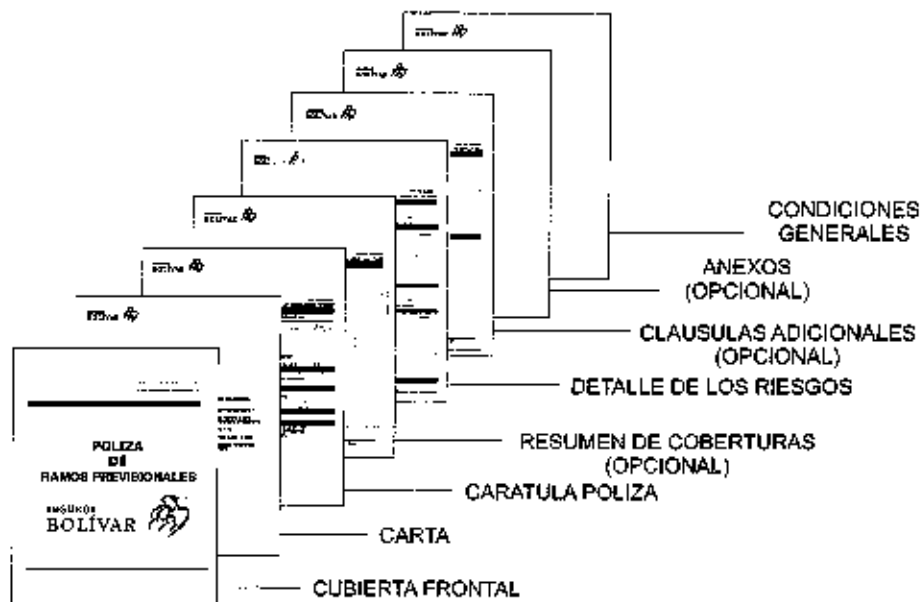 CONDICIONES
GENERALES
ANEXOS
(OPCIONAL)
CLAUSULAS ADICIONALES
(OPCIONAL)
DETALLE DE LOS RIESGOS
RESUMEN DE COBERTURAS
(OPCIONAL)
CARATULA POLIZA
CARTA
CUBIERTA FRONTAL
POLIZA
DE
RAMOS PREVISIONALES
SEGUROS
BOLÍVAR